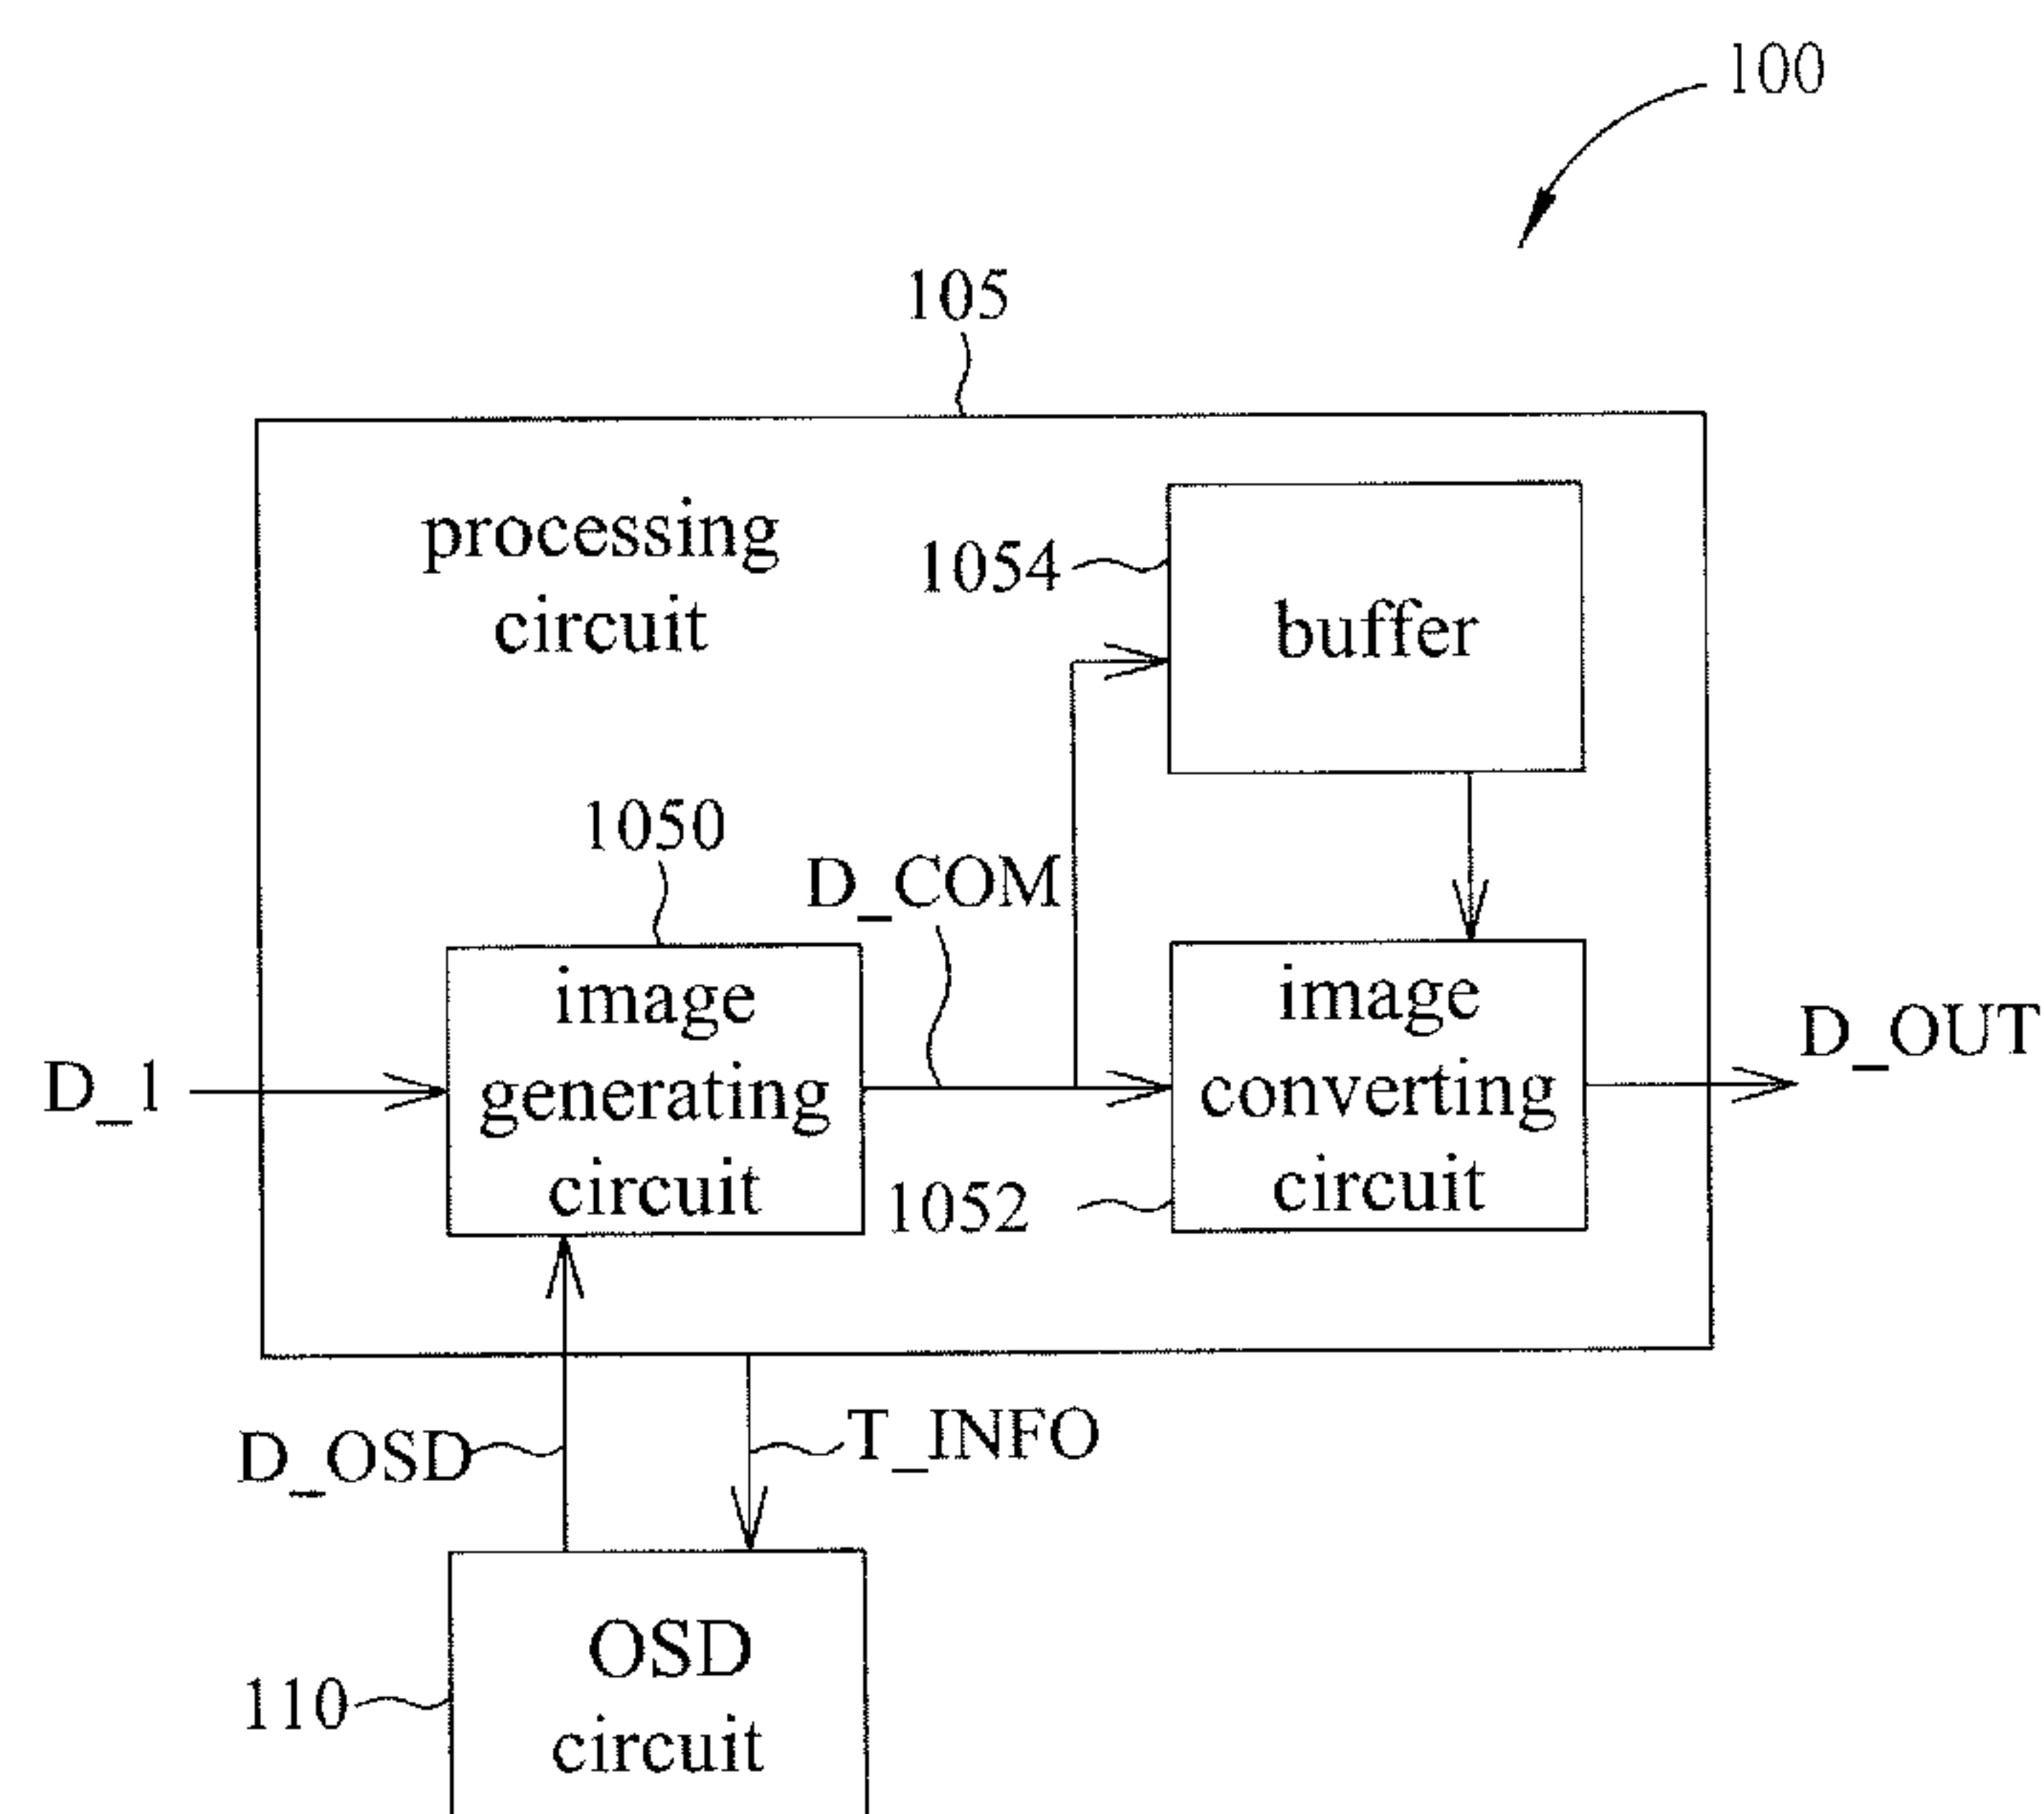 100
105
processing
circuit
1054
buffer
1050
D_COM
image
generating
circuit
image
converting
circuit
D_1
D_OUT
1052
D_OSD
T_INFO
OSD
circuit
110